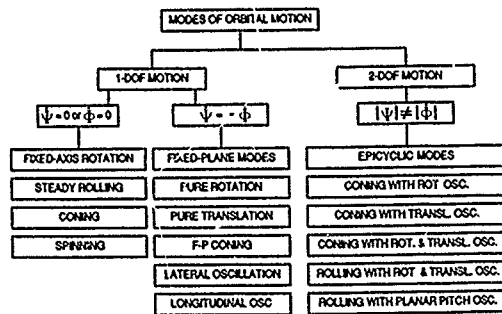 MODES OF ORBITAL MOTION
1-DOF MOTION
2-DOF MOTION
ψ̇ = 0 or ϕ̇ = 0
ψ̇ = - ϕ̇
|ψ̇| ≠ |ϕ̇|
FIXED-AXIS ROTATION
FIXED-PLANE MODES
EPICYCLIC MODES
STEADY ROLLING
PURE ROTATION
CONING WITH ROT OSC.
CONING
PURE TRANSLATION
CONING WITH TRANSL. OSC.
SPINNING
F-P CONING
CONING WITH ROT. & TRANSL. OSC.
LATERAL OSCILLATION
ROLLING WITH ROT & TRANSL. OSC.
LONGITUDINAL OSC
ROLLING WITH PLANAR PITCH OSC.